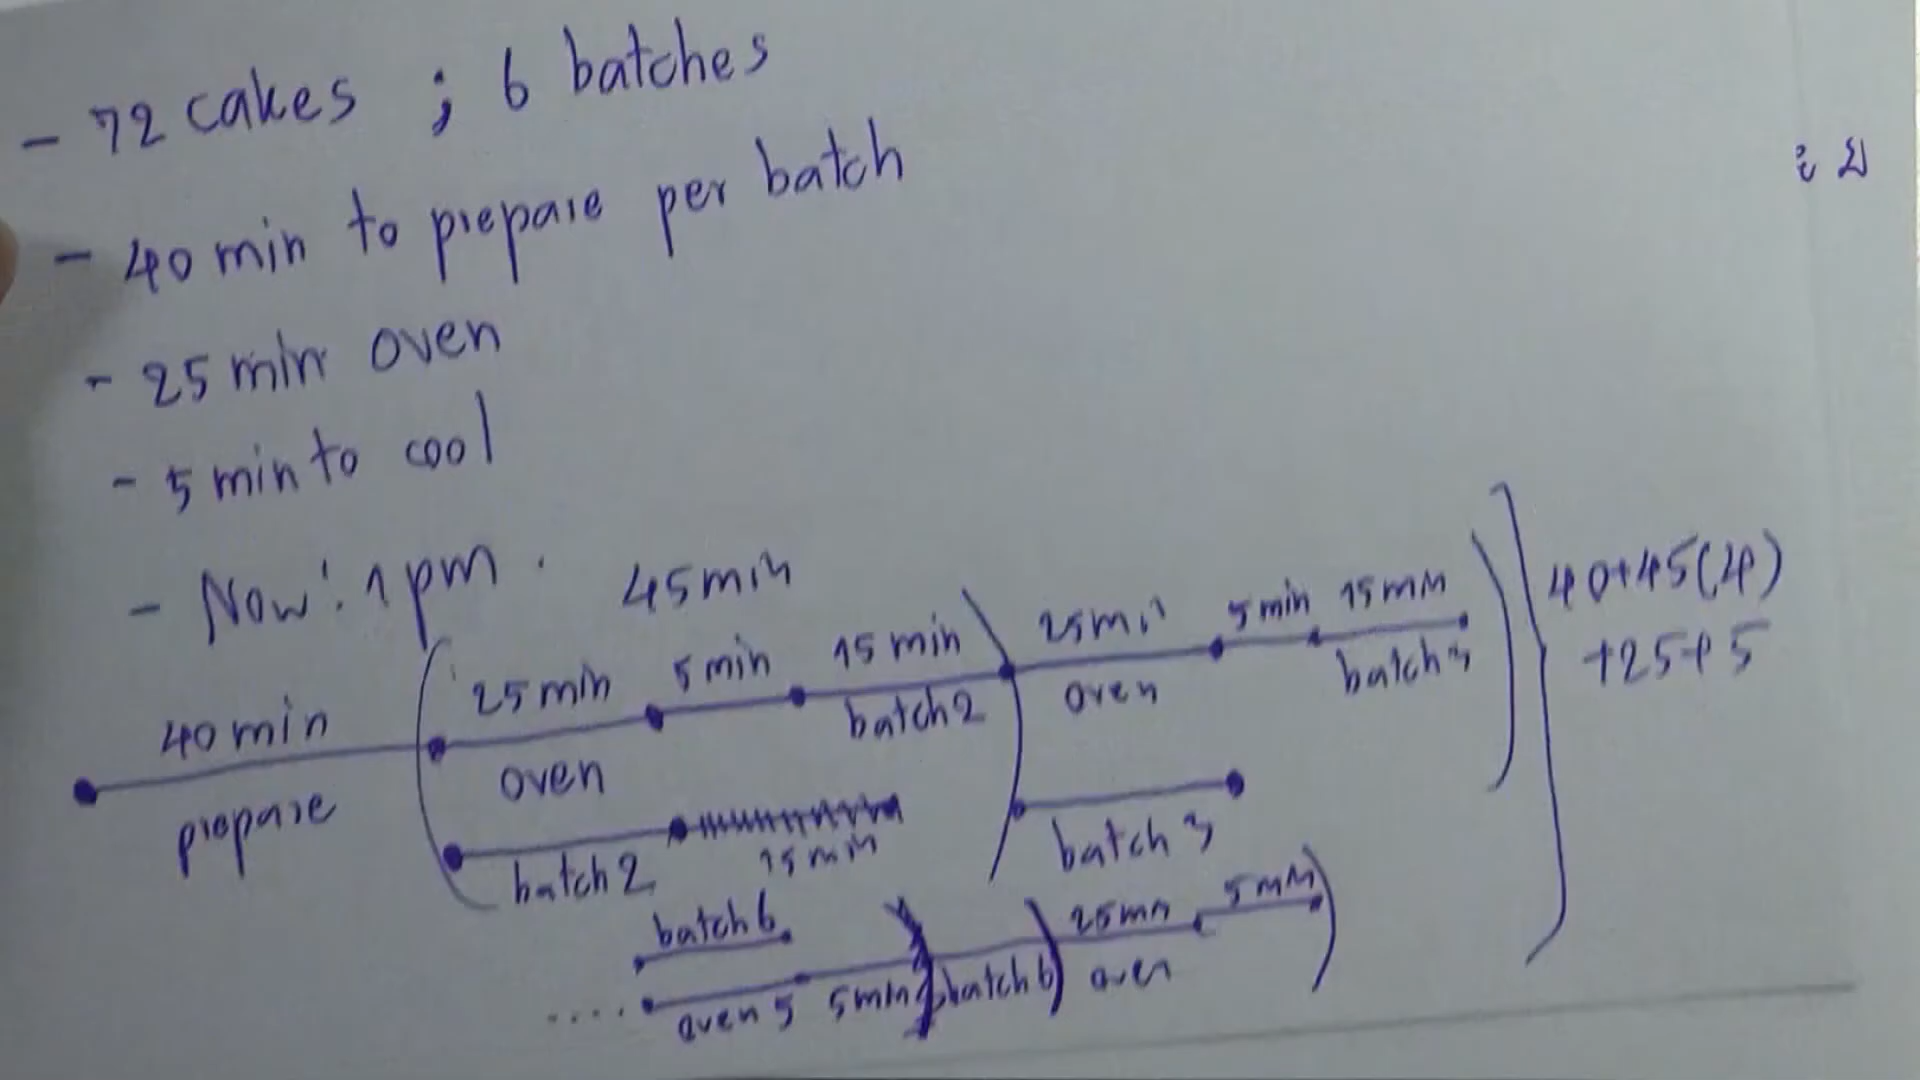 - 72 cakes ; 6 batches
- 40 min to prepare per batch
- 25 min oven
- 5 min to cool
- Now : 1 pm .
45 min
40 min
prepare
25 min 5 min 15 min
oven batch 2
batch 2 15 min
25 min 5 min 15 min
oven batch 3
batch 3
40+45(4)
+25+5
batch 6
.... oven 5 5 min batch 6
25 min 5 min
oven